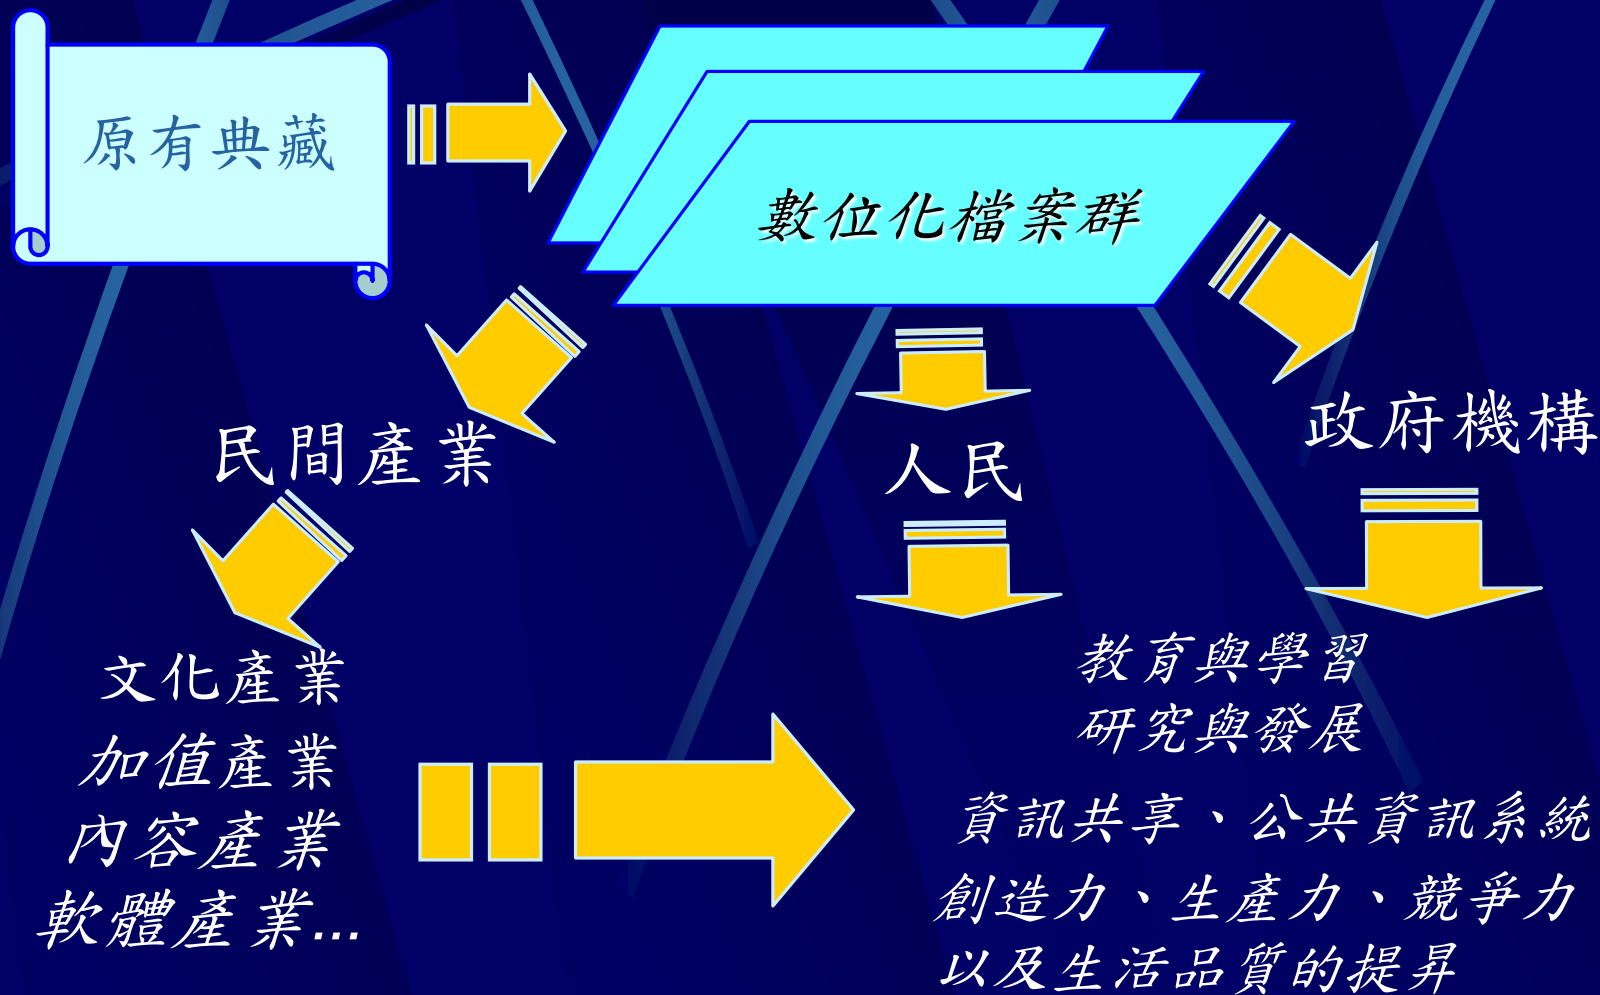 原有典藏
數位化檔案群
民間產業
人民
政府機構
文化產業
加值產業
內容產業
軟體產業...
教育與學習
研究與發展
資訊共享、公共資訊系統
創造力、生產力、競爭力
以及生活品質的提昇